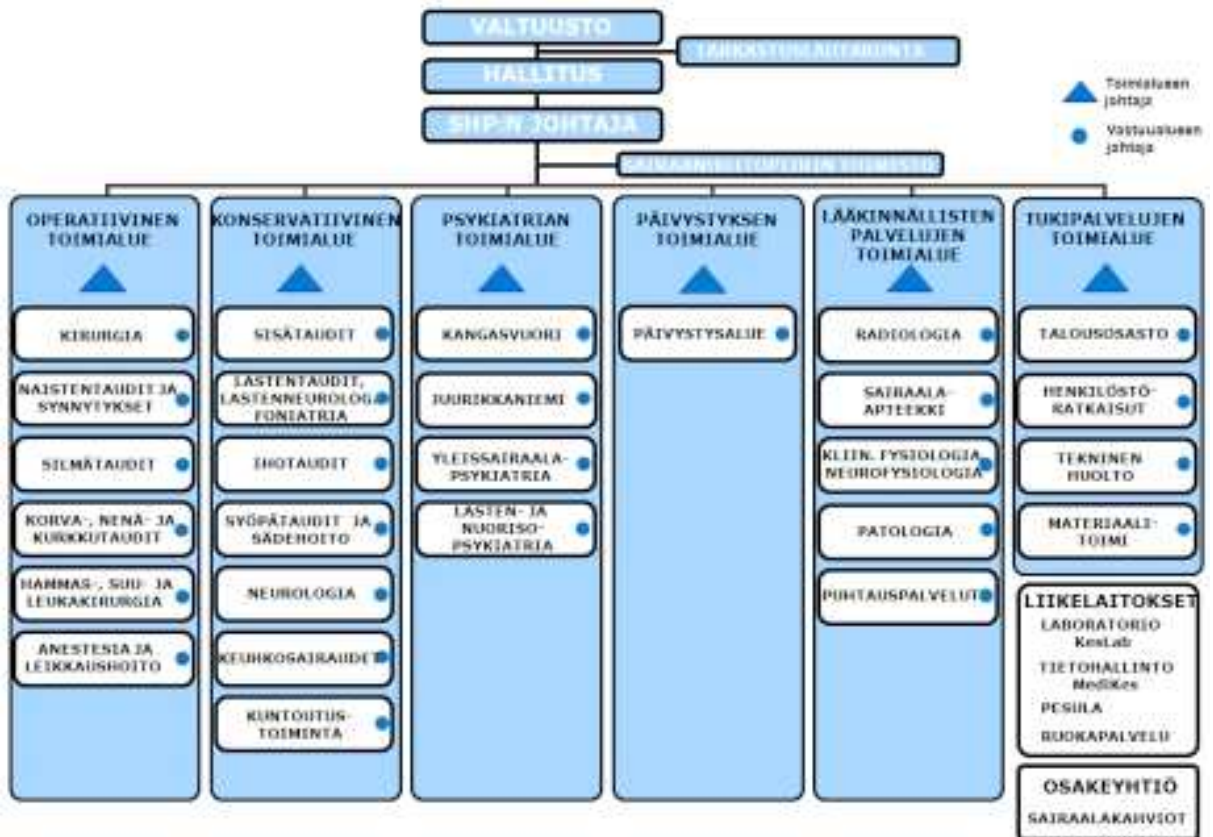 VALTUUSTO
TARKASTUSLAUTAKUNTA
HALLITUS
SHP:N JOHTAJA
Toimialueen
johtaja
Vastuualueen
johtaja
OPERATIIVINEN
TOIMIALUE
KIRURGIA
NAISTENTAUDIT JA
SYNNYTYKSET
SILMÄTAUDIT
KORVA-, NENÄ- JA
KURKKUTAUDIT
HAMMAS-, SUU- JA
LEUKAKIRURGIA
ANESTESIA JA
LEIKKAUSHOITO
KONSERVATIIVINEN
TOIMIALUE
SISÄTAUDIT
LASTENTAUDIT,
LASTENNEUROLOGIA
FONIATRIA
IHOTAUDIT
SYÖPÄTAUDIT JA
SÄDEHOITO
NEUROLOGIA
KEUHKOSAIRAUDET
KUNTOUTUS-
TOIMINTA
PSYKIATRIAN
TOIMIALUE
KANGASVUORI
JUURIKKANIEMI
YLEISSAIRAALA-
PSYKIATRIA
LASTEN- JA
NUORISO-
PSYKIATRIA
PÄIVYSTYKSEN
TOIMIALUE
PÄIVYSTYSALUE
LÄÄKINNÄLLISTEN
PALVELUJEN
TOIMIALUE
RADIOLOGIA
SAIRAALA-
APTEEKKI
KLIIN. FYSIOLOGIA
NEUROFYSIOLOGIA
PATOLOGIA
PUHTAUSPALVELUT
TUKIPALVELUJEN
TOIMIALUE
TALOUSOSASTO
HENKILÖSTÖ-
RATKAISUT
TEKNINEN
HUOLTO
MATERIAALI-
TOIMI
LIIKELAITOKSET
LABORATORIO
KesLab
TIETOHALLINTO
MediKes
PESULA
RUOKAPALVELU
OSAKEYHTIÖ
SAIRAALAKAHVIOT